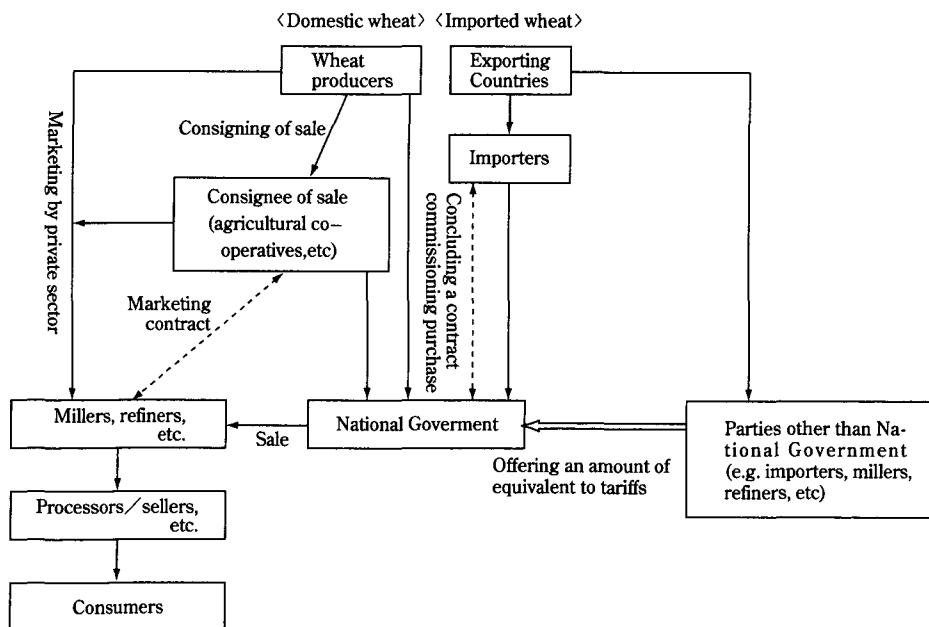 〈Domestic wheat〉 〈Imported wheat〉
Wheat
producers
Exporting
Countries
Marketing by private sector
Consigning of sale
Importers
Consignee of sale
(agricultural co-
operatives,etc)
Concluding a contract
commissioning purchase
Marketing
contract
Millers, refiners,
etc.
Sale
National Goverment
Offering an amount of
equivalent to tariffs
Parties other than Na-
tional Government
(e.g. importers, millers,
refiners, etc)
Processors／sellers,
etc.
Consumers